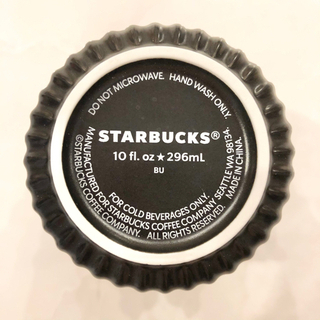 DO NOT MICROWAVE. HAND WASH ONLY.
STARBUCKS®
10 fl. oz ★ 296mL
BU
FOR COLD BEVERAGES ONLY.
MANUFACTURED FOR STARBUCKS COFFEE COMPANY SEATTLE WA 98134.
©STARBUCKS COFFEE COMPANY. ALL RIGHTS RESERVED. MADE IN CHINA.